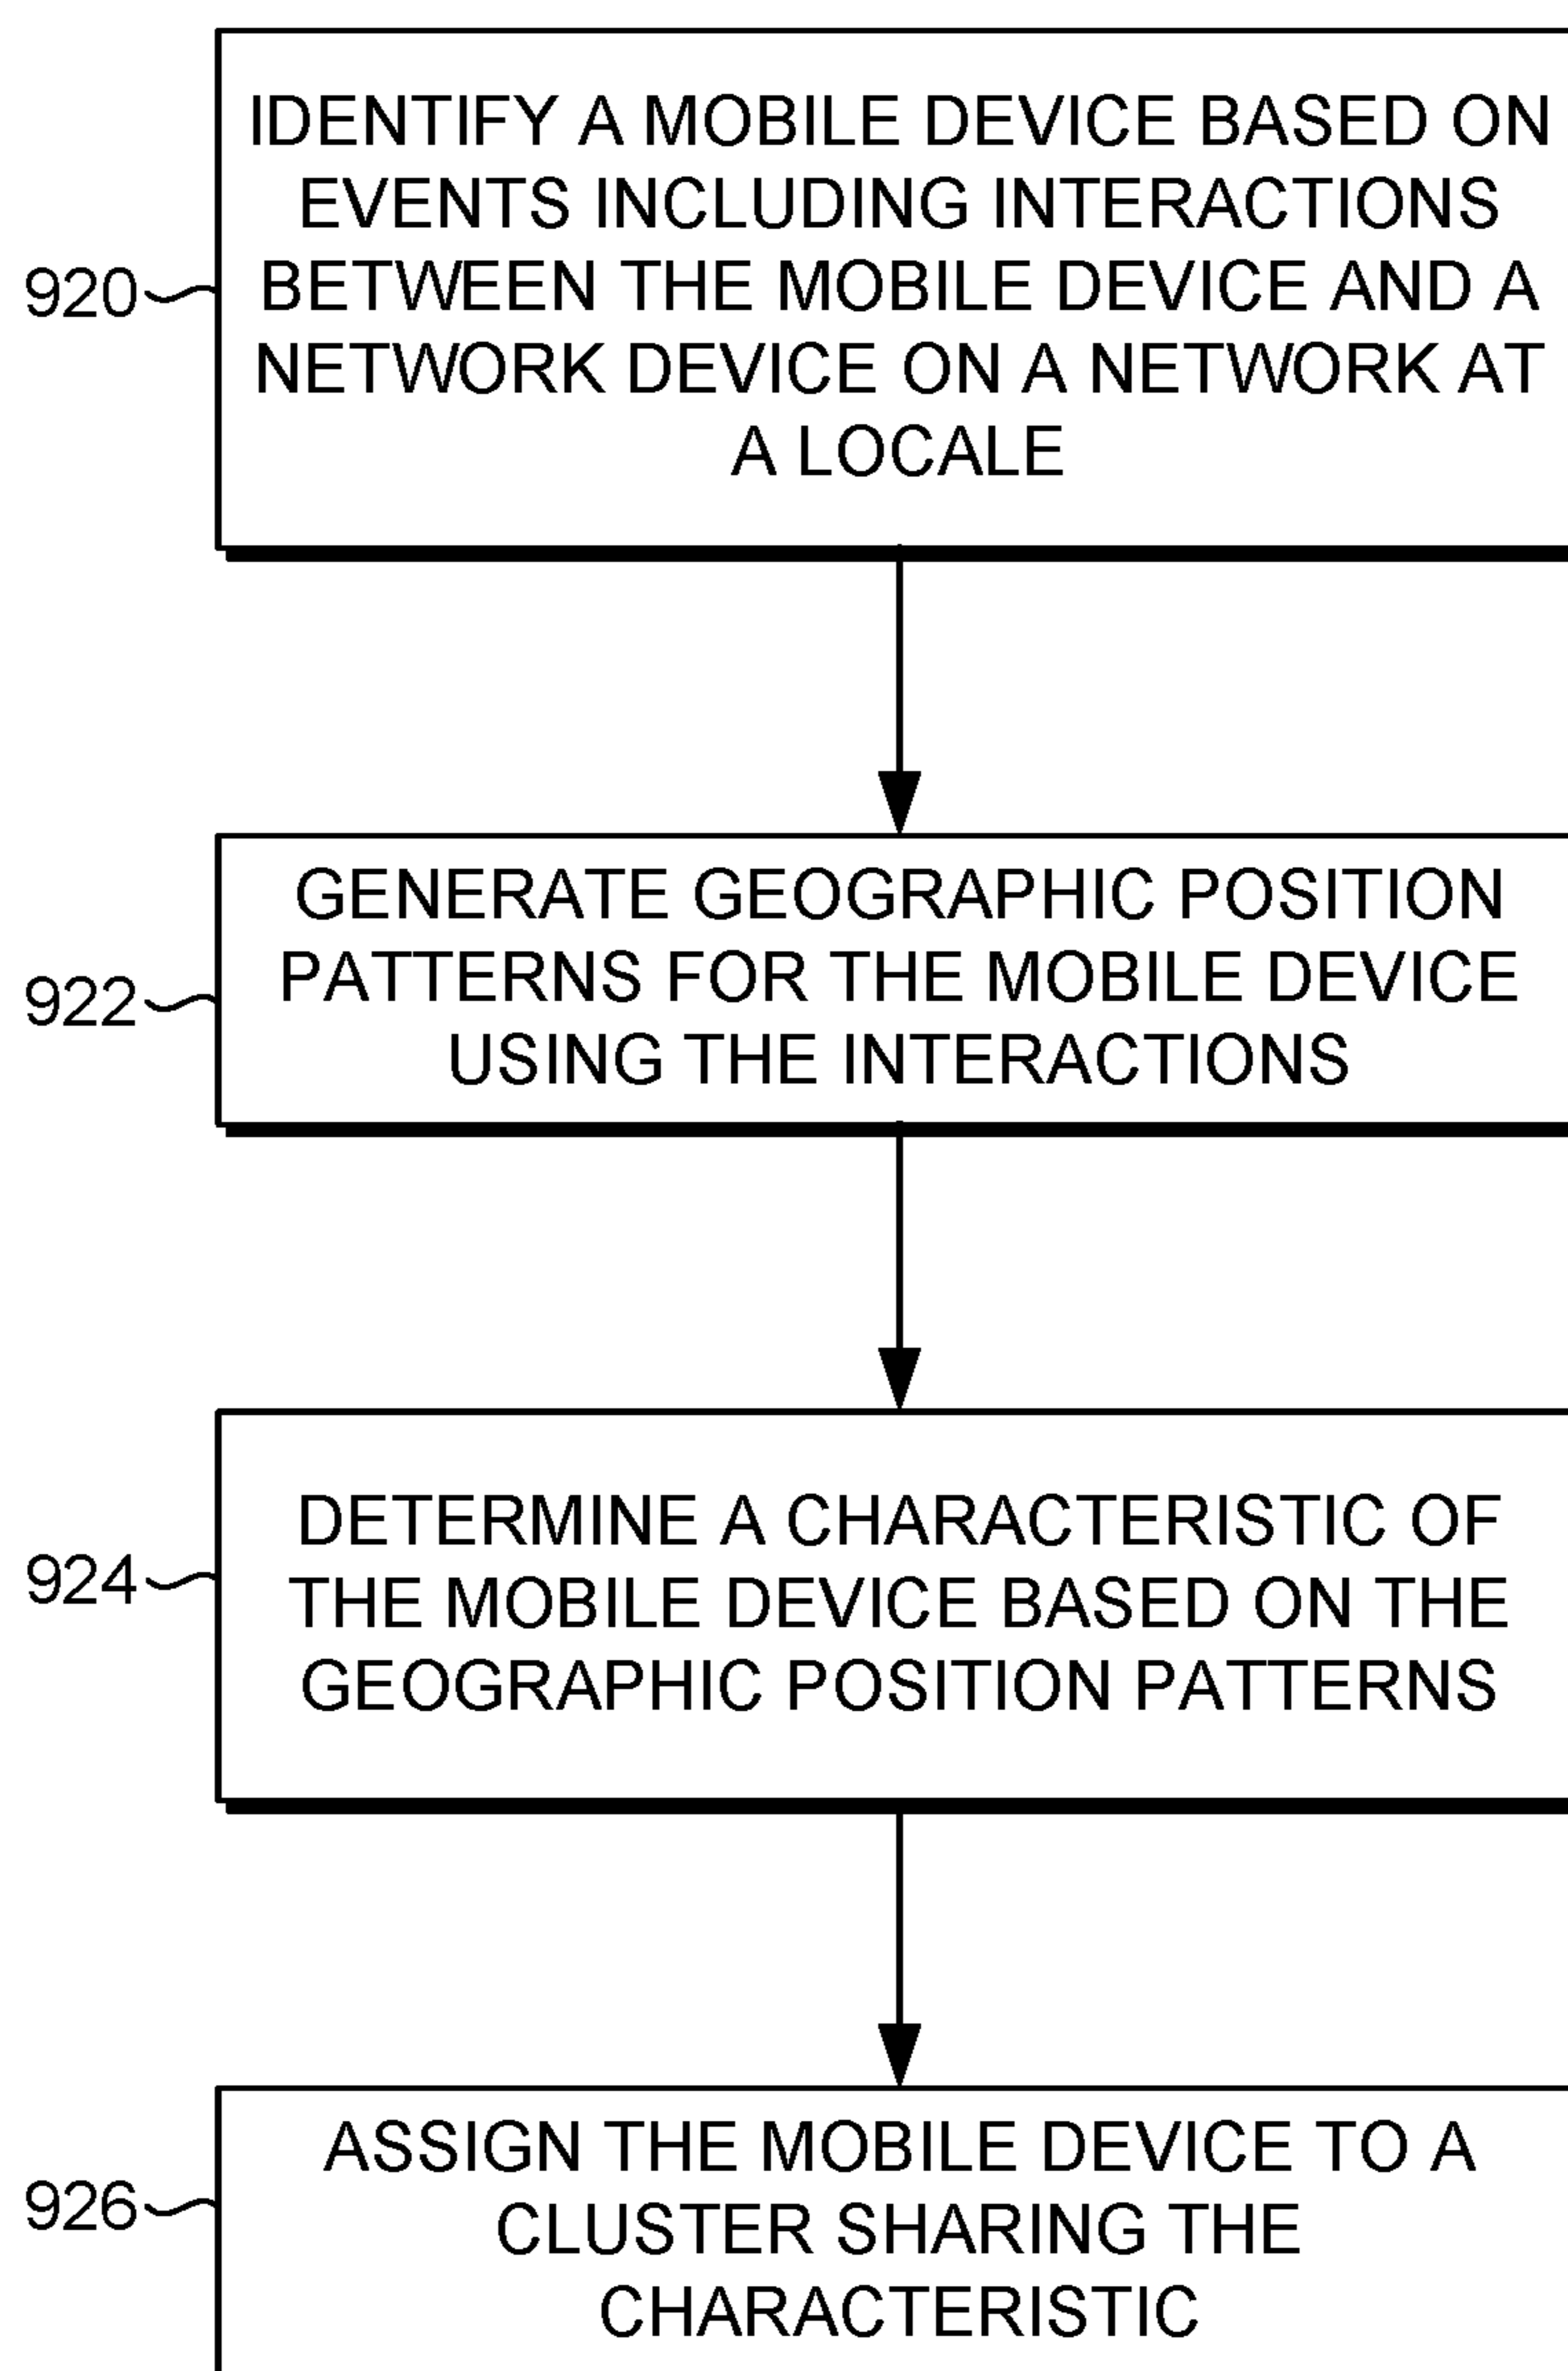 IDENTIFY A MOBILE DEVICE BASED ON
EVENTS INCLUDING INTERACTIONS
BETWEEN THE MOBILE DEVICE AND A
NETWORK DEVICE ON A NETWORK AT
A LOCALE
920
GENERATE GEOGRAPHIC POSITION
PATTERNS FOR THE MOBILE DEVICE
USING THE INTERACTIONS
922
DETERMINE A CHARACTERISTIC OF
THE MOBILE DEVICE BASED ON THE
GEOGRAPHIC POSITION PATTERNS
924
ASSIGN THE MOBILE DEVICE TO A
CLUSTER SHARING THE
CHARACTERISTIC
926